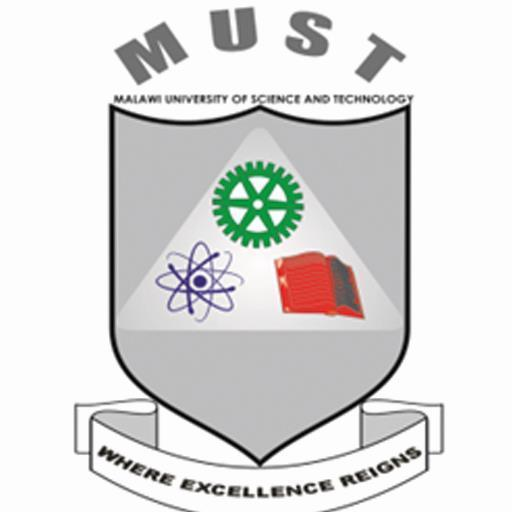 MUST
MALAWI UNIVERSITY OF SCIENCE AND TECHNOLOGY
WHERE EXCELLENCE REIGNS